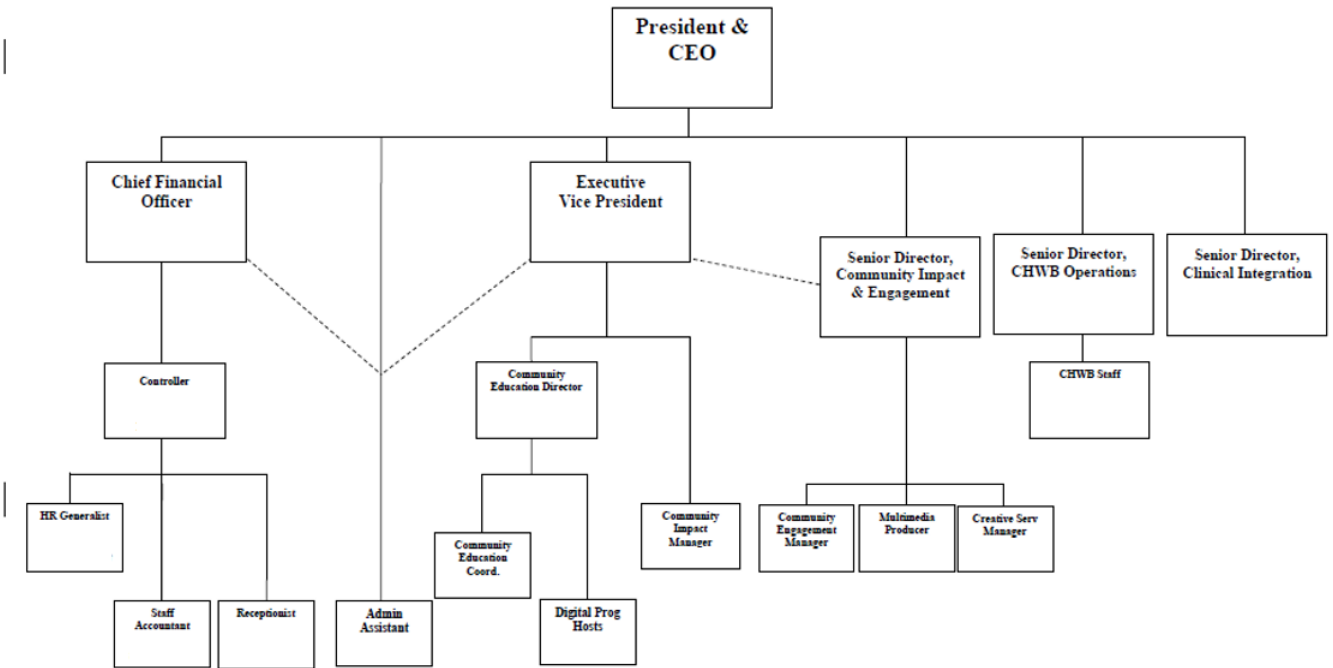 President &
CEO
Chief Financial
Officer
Executive
Vice President
Senior Director,
Community Impact
& Engagement
Senior Director,
CHWB Operations
Senior Director,
Clinical Integration
Controller
Community
Education Director
CHWB Staff
HR Generalist
Community
Impact
Manager
Community
Engagement
Manager
Multimedia
Producer
Creative Serv
Manager
Community
Education
Coord.
Staff
Accountant
Receptionist
Admin
Assistant
Digital Prog
Hosts